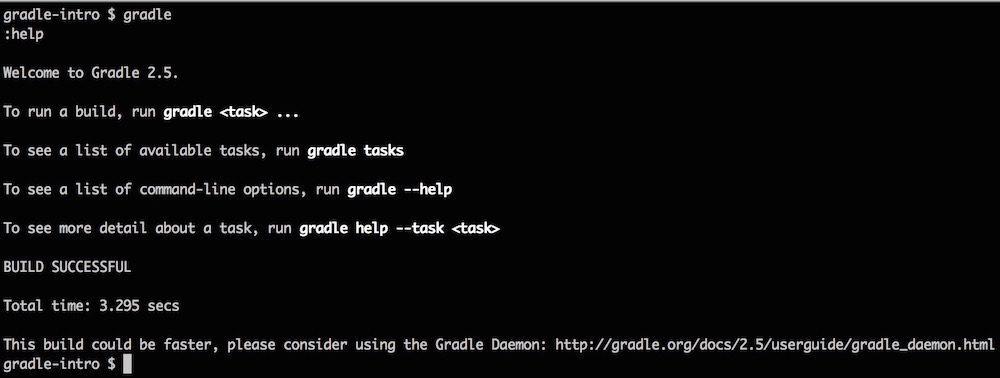 gradle-intro $ gradle
:help
Welcome to Gradle 2.5.
To run a build, run gradle <task> ...
To see a list of available tasks, run gradle tasks
To see a list of command-line options, run gradle --help
To see more detail about a task, run gradle help --task <task>
BUILD SUCCESSFUL
Total time: 3.295 secs
This build could be faster, please consider using the Gradle Daemon: http://gradle.org/docs/2.5/userguide/gradle_daemon.html
gradle-intro $